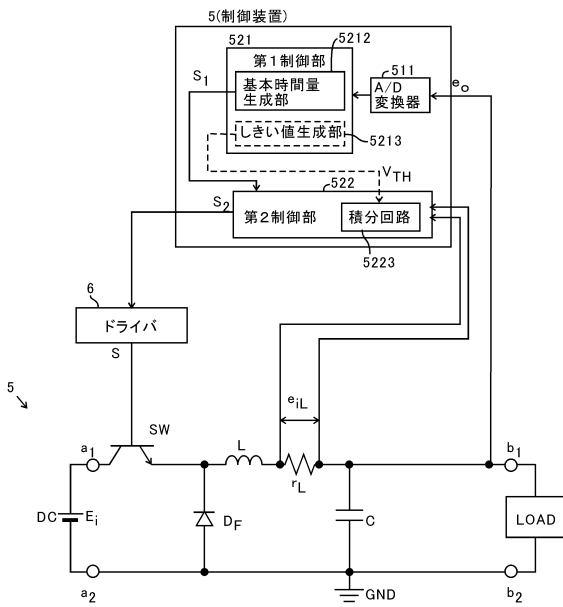 5(制御装置)
521
第1制御部
5212
基本時間量
生成部
しきい値生成部
5213
511
A/D
変換器
eo
S1
VTH
522
S2
第2制御部
積分回路
5223
6
ドライバ
S
5
SW
eiL
a1
L
rL
b1
DC
Ei
DF
C
LOAD
a2
GND
b2